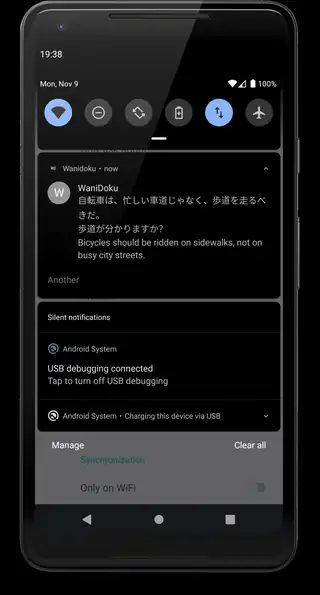 19:38
Mon, Nov 9
100%
Wanidoku • now
W
WaniDoku
自転車は、忙しい車道じゃなく、歩道を走るべ
きだ。
歩道が分かりますか?
Bicycles should be ridden on sidewalks, not on
busy city streets.
Another
Silent notifications
Android System
USB debugging connected
Tap to turn off USB debugging
Android System • Charging this device via USB
Manage
Clear all
Synchronization
Only on WiFi